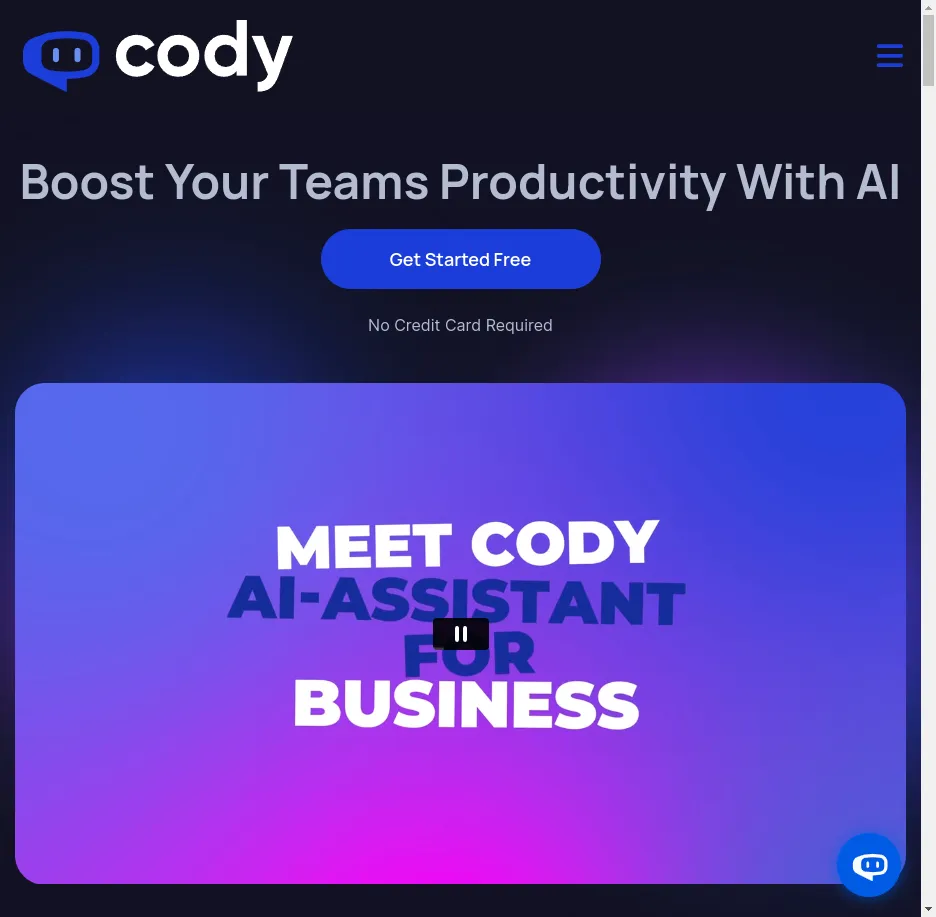 cody
Boost Your Teams Productivity With AI
Get Started Free
No Credit Card Required
MEET CODY
AI-ASSISTANT
FOR
BUSINESS